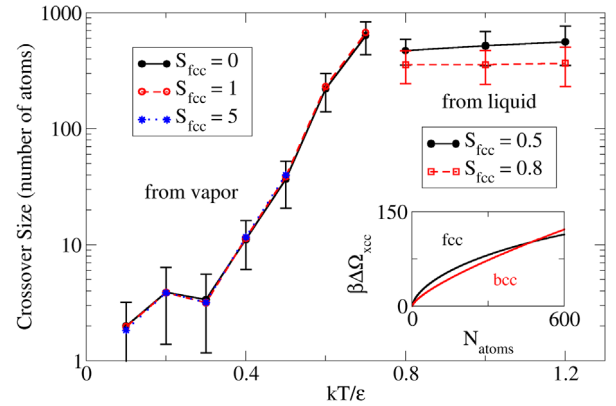 1000
100
10
1
Crossover Size (number of atoms)
S_fcc = 0
S_fcc = 1
S_fcc = 5
from vapor
from liquid
S_fcc = 0.5
S_fcc = 0.8
150
0
βΔΩ_xcc
fcc
bcc
0 600
N_atoms
0 0.4 0.8 1.2
kT/ε